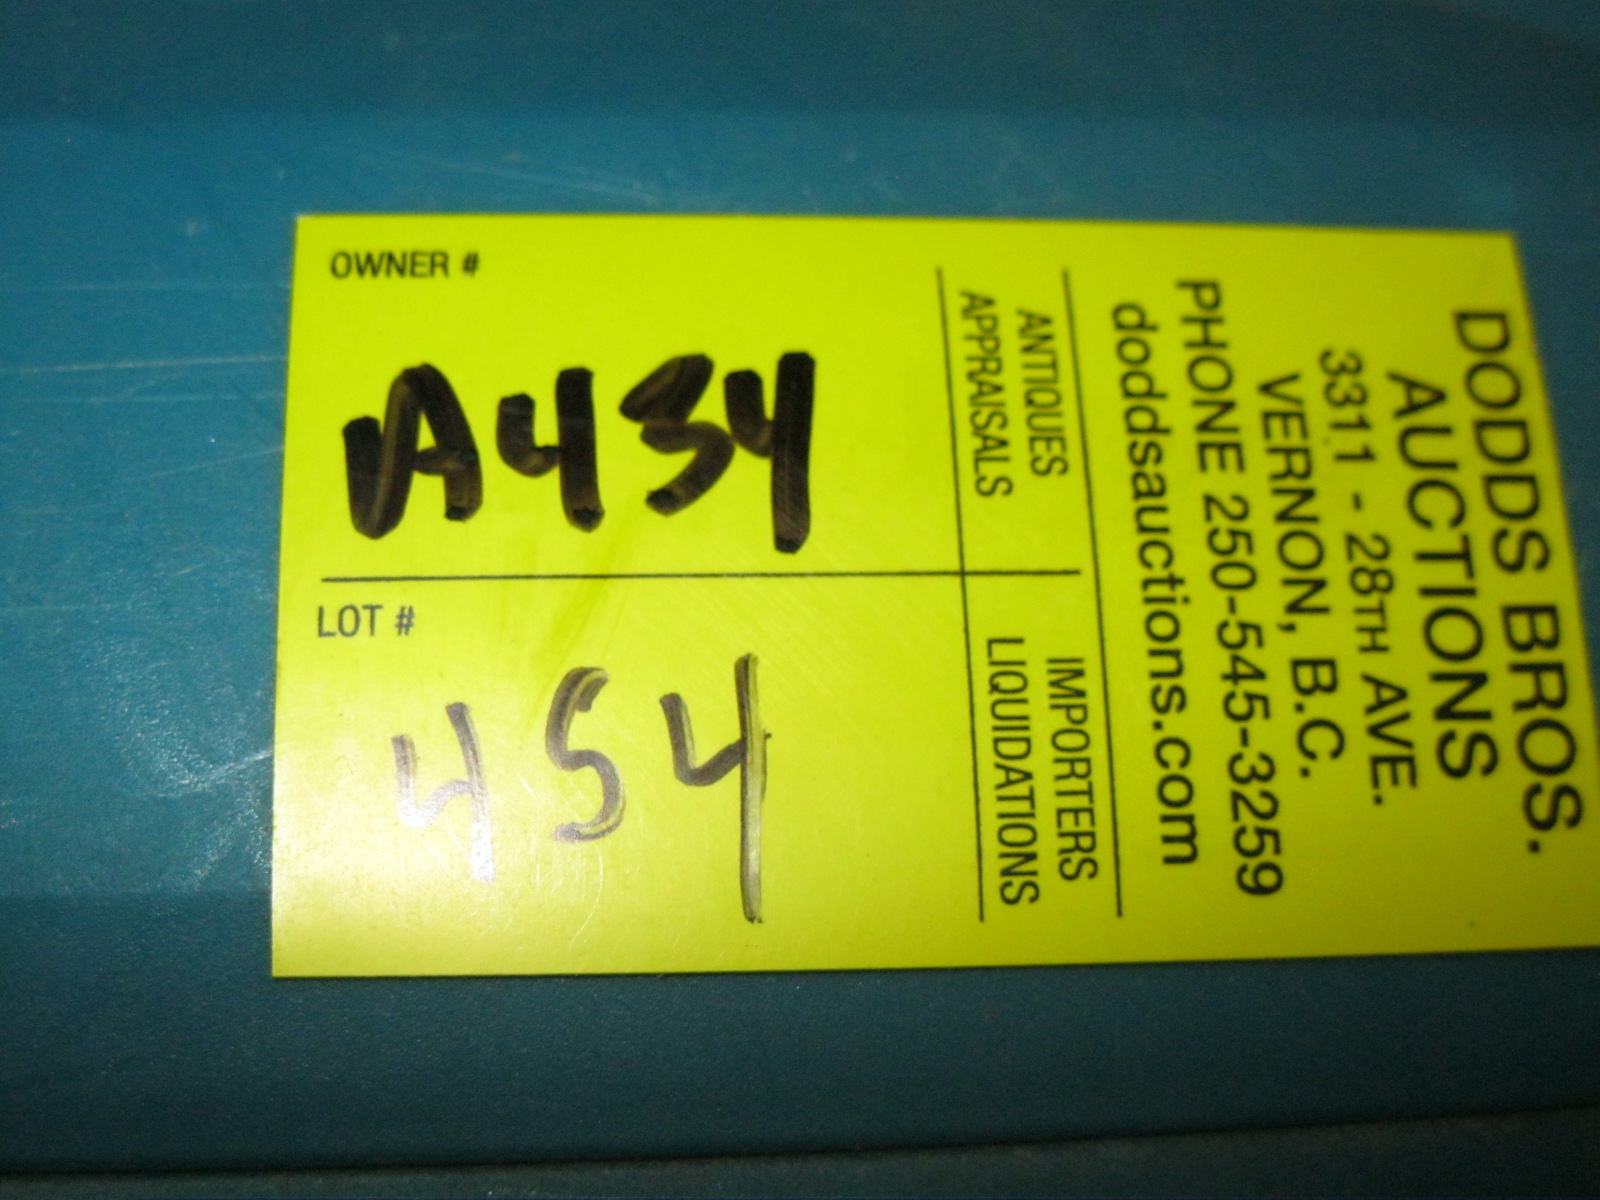 OWNER #
A434
LOT #
454
DODDS BROS.
AUCTIONS
3311 - 28TH AVE.
VERNON, B.C.
PHONE 250-545-3259
doddsauctions.com
ANTIQUES IMPORTERS
APPRAISALS LIQUIDATIONS